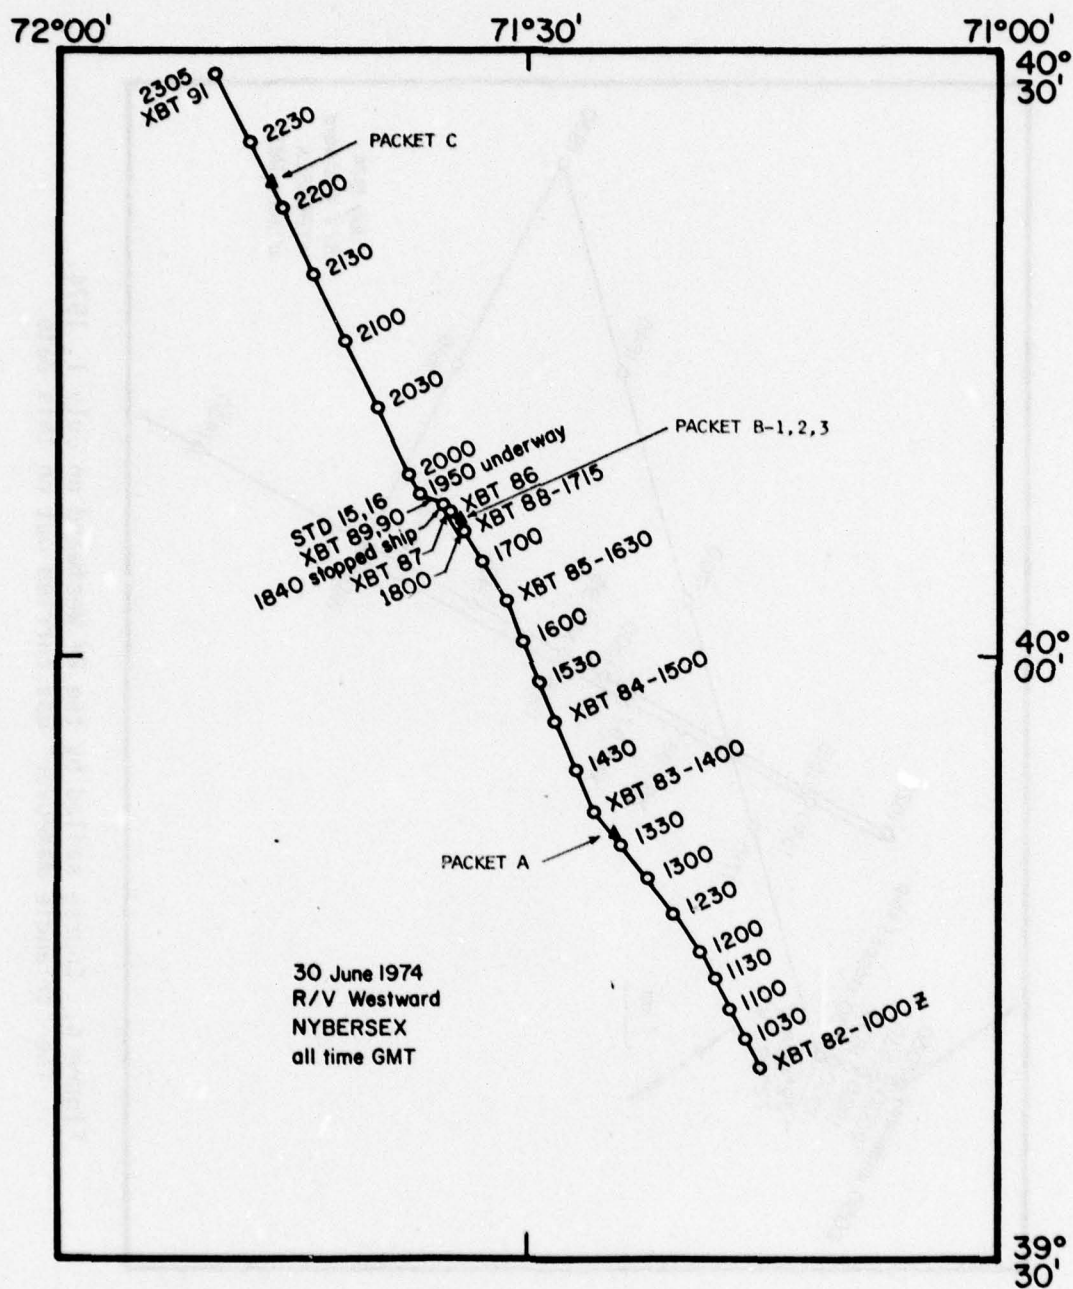 72°00'
71°30'
71°00'
40°
30'
2305
XBT 91
2230
PACKET C
2200
2130
2100
2030
PACKET B-1,2,3
2000
1950 underway
XBT 86
STD 15,16
XBT 89,90
XBT 88-1715
1840 stopped ship
XBT 87
1800
1700
XBT 85-1630
1600
40°
00'
1530
XBT 84-1500
1430
XBT 83-1400
1330
PACKET A
1300
1230
1200
1130
1100
1030
XBT 82-1000 Z
30 June 1974
R/V Westward
NYBERSEX
all time GMT
39°
30'